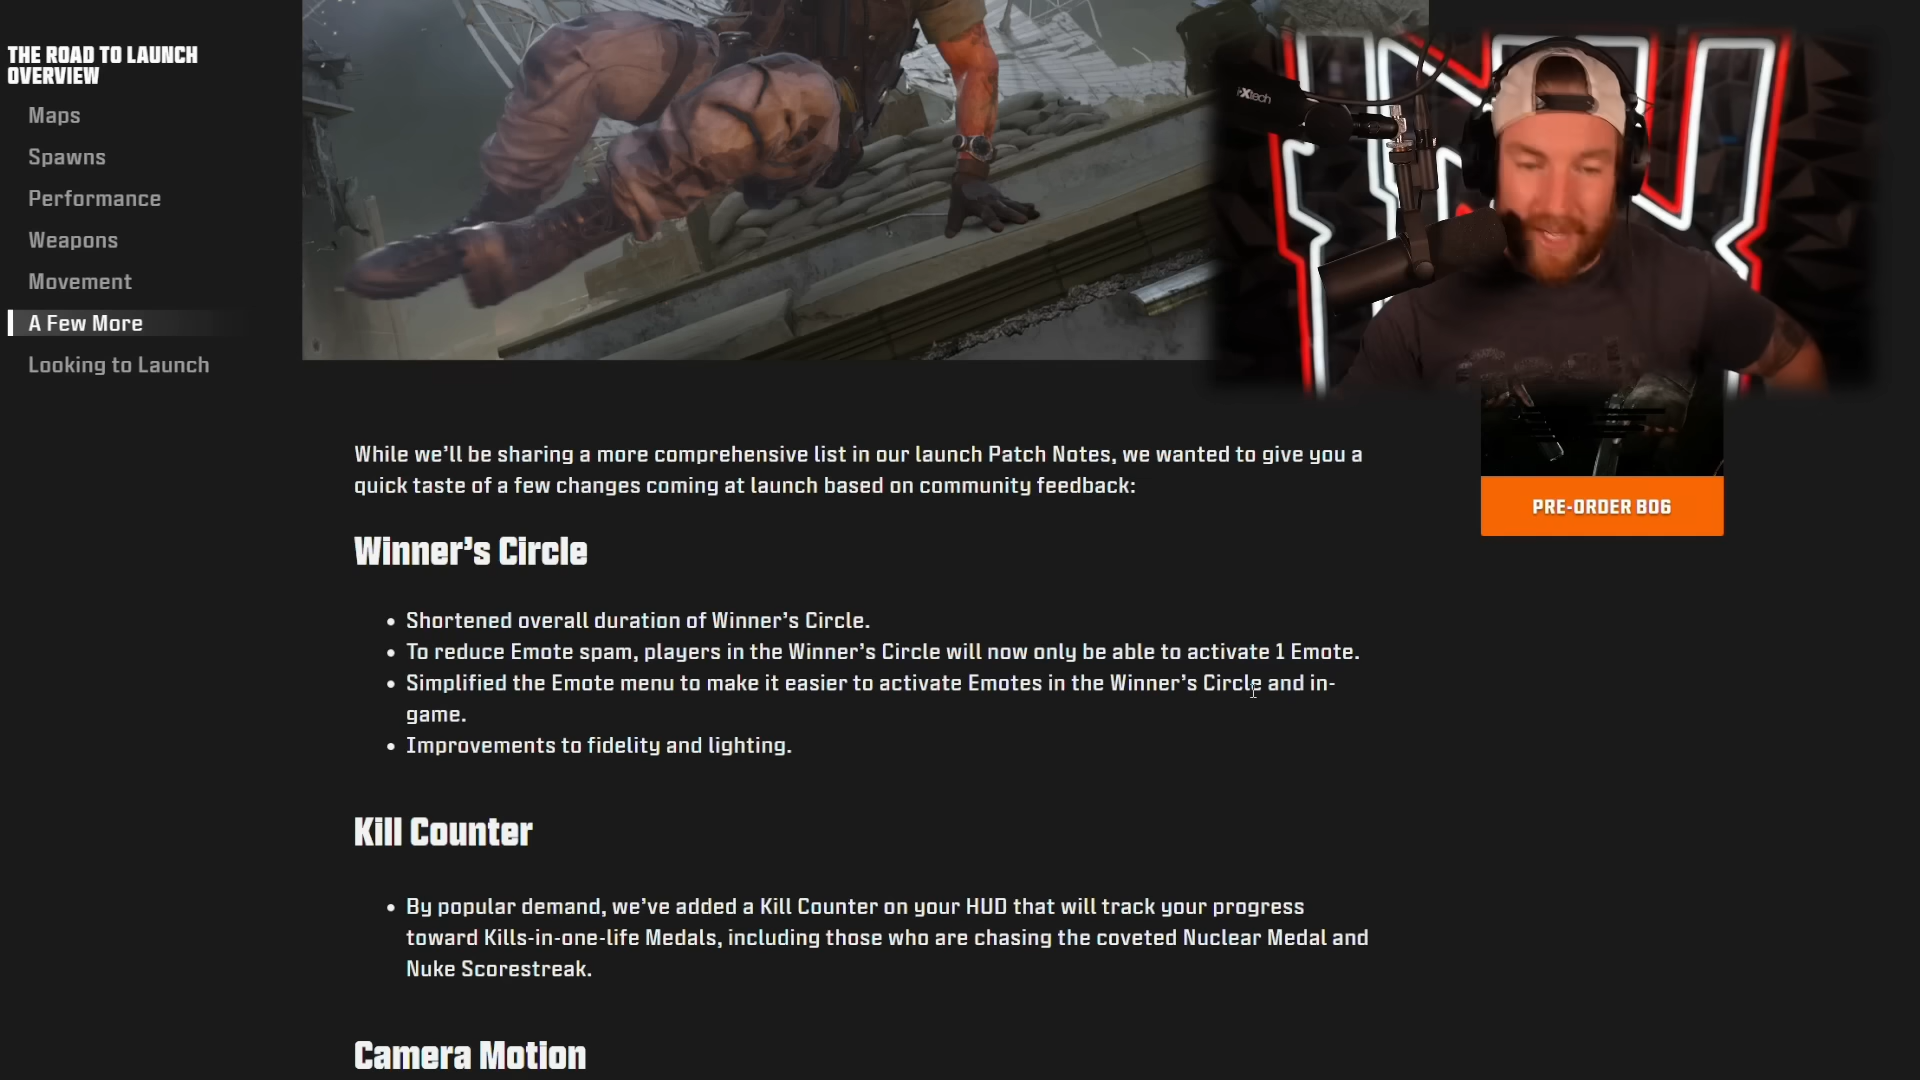 THE ROAD TO LAUNCH
OVERVIEW
Maps
Spawns
Performance
Weapons
Movement
A Few More
Looking to Launch
While we’ll be sharing a more comprehensive list in our launch Patch Notes, we wanted to give you a
quick taste of a few changes coming at launch based on community feedback:
Winner’s Circle
• Shortened overall duration of Winner’s Circle.
• To reduce Emote spam, players in the Winner’s Circle will now only be able to activate 1 Emote.
• Simplified the Emote menu to make it easier to activate Emotes in the Winner’s Circle and in-
game.
• Improvements to fidelity and lighting.
Kill Counter
• By popular demand, we’ve added a Kill Counter on your HUD that will track your progress
toward Kills-in-one-life Medals, including those who are chasing the coveted Nuclear Medal and
Nuke Scorestreak.
Camera Motion
PRE-ORDER BO6